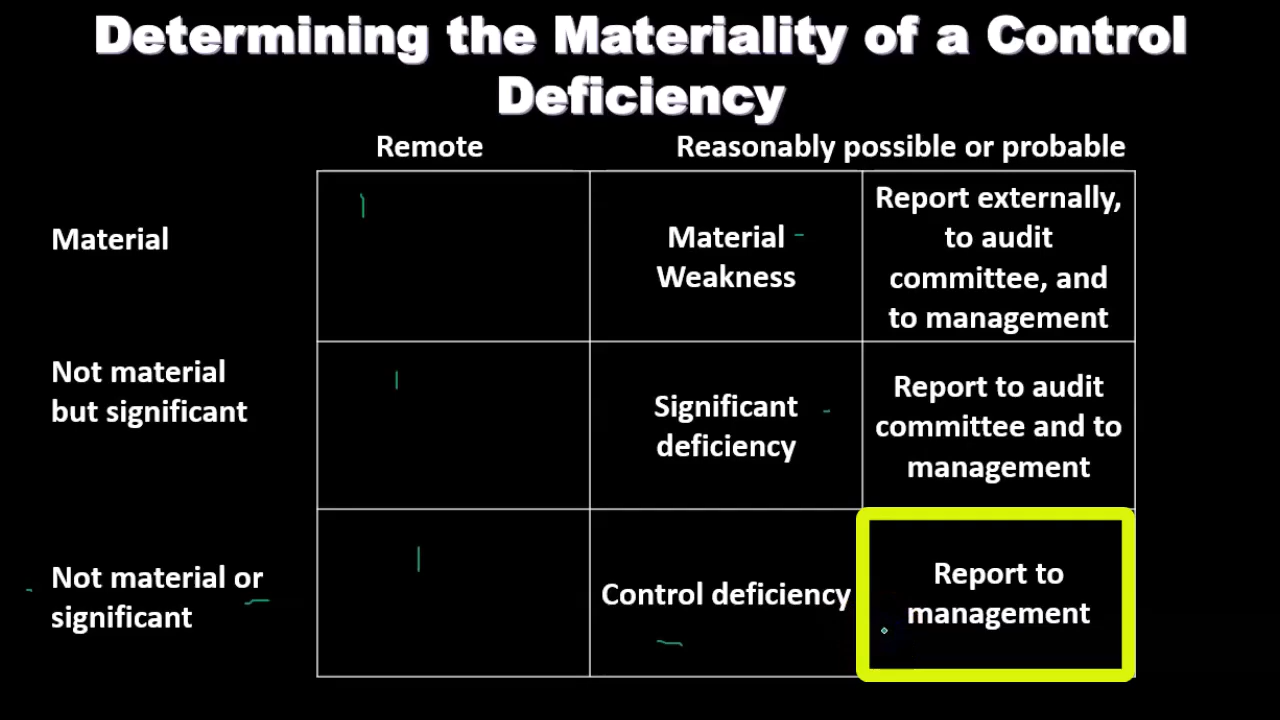 Determining the Materiality of a Control
Deficiency
Remote
Reasonably possible or probable
Material
Material
Weakness
Report externally,
to audit
committee, and
to management
Not material
but significant
Significant
deficiency
Report to audit
committee and to
management
Not material or
significant
Control deficiency
Report to
management